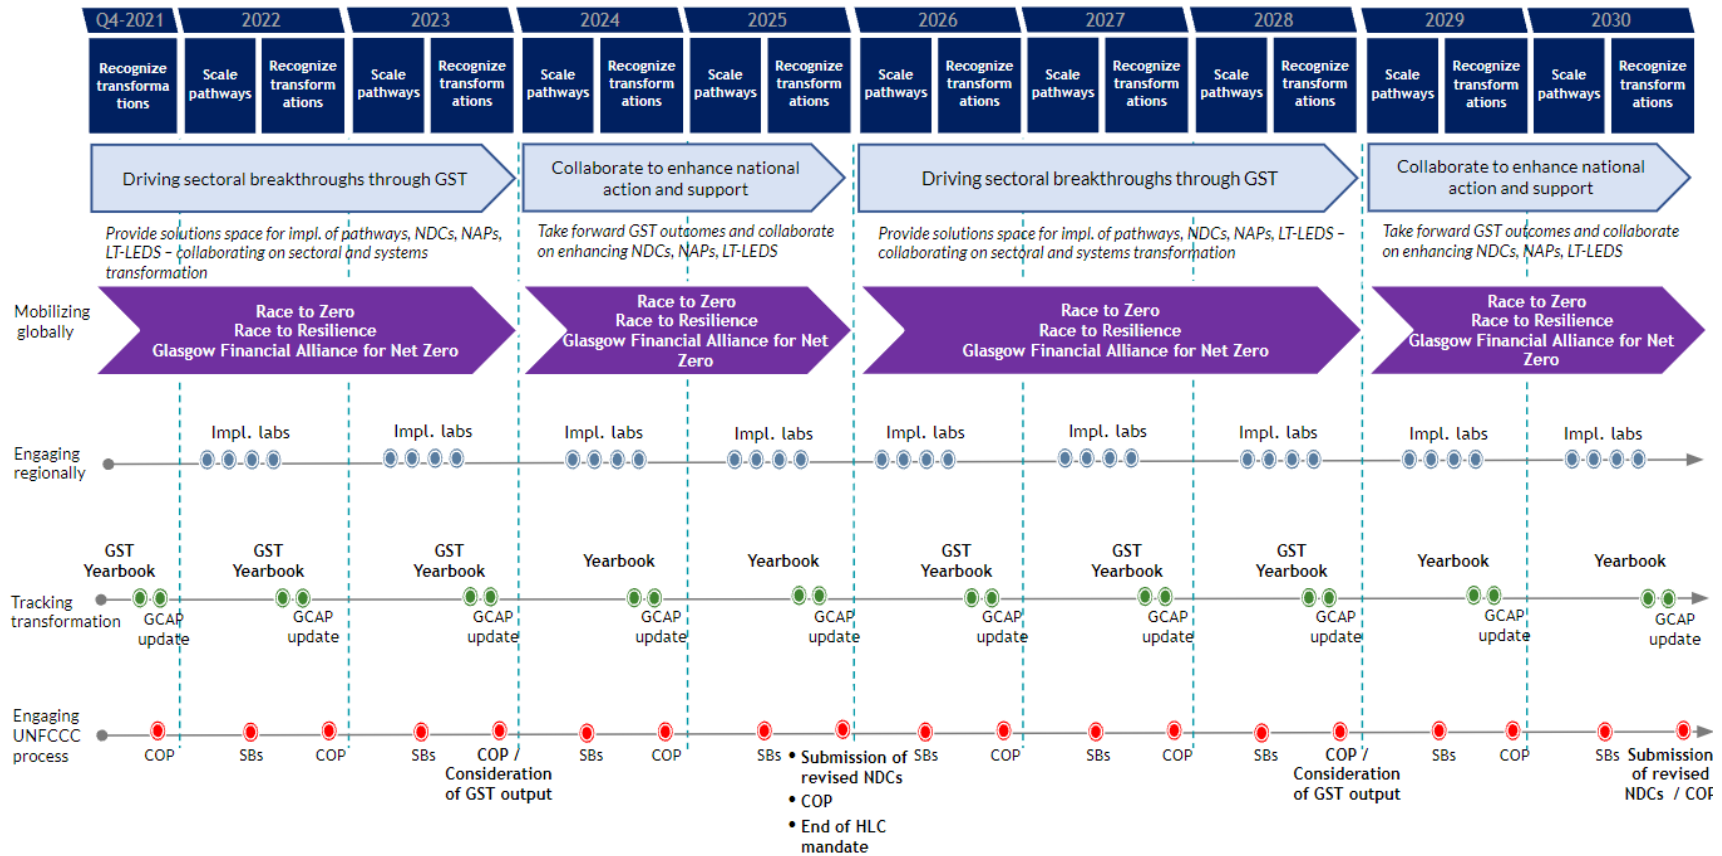 Q4-2021 2022 2023 2024 2025 2026 2027 2028 2029 2030
Recognize
transforma
tions
Scale
pathways
Recognize
transform
ations
Scale
pathways
Recognize
transform
ations
Scale
pathways
Recognize
transform
ations
Scale
pathways
Recognize
transform
ations
Scale
pathways
Recognize
transform
ations
Scale
pathways
Recognize
transform
ations
Scale
pathways
Recognize
transform
ations
Scale
pathways
Recognize
transform
ations
Scale
pathways
Recognize
transform
ations
Driving sectoral breakthroughs through GST
Collaborate to enhance national
action and support
Driving sectoral breakthroughs through GST
Collaborate to enhance national
action and support
Provide solutions space for impl. of pathways, NDCs, NAPs,
LT-LEDS – collaborating on sectoral and systems
transformation
Take forward GST outcomes and collaborate
on enhancing NDCs, NAPs, LT-LEDS
Provide solutions space for impl. of pathways, NDCs, NAPs, LT-LEDS –
collaborating on sectoral and systems transformation
Take forward GST outcomes and collaborate
on enhancing NDCs, NAPs, LT-LEDS
Mobilizing
globally
Race to Zero
Race to Resilience
Glasgow Financial Alliance for Net Zero
Race to Zero
Race to Resilience
Glasgow Financial Alliance for Net
Zero
Race to Zero
Race to Resilience
Glasgow Financial Alliance for Net Zero
Race to Zero
Race to Resilience
Glasgow Financial Alliance for Net
Zero
Engaging
regionally
Impl. labs
Impl. labs
Impl. labs
Impl. labs
Impl. labs
Impl. labs
Impl. labs
Impl. labs
Impl. labs
Tracking
transformation
GST
Yearbook
GST
Yearbook
GST
Yearbook
Yearbook
Yearbook
GST
Yearbook
GST
Yearbook
GST
Yearbook
Yearbook
Yearbook
GCAP
update
GCAP
update
GCAP
update
GCAP
update
GCAP
update
GCAP
update
GCAP
update
GCAP
update
GCAP
update
GCAP
update
Engaging
UNFCCC
process
COP
SBs
COP
SBs
COP /
Consideration
of GST output
SBs
COP
SBs
• Submission of
revised NDCs
• COP
• End of HLC
mandate
SBs
COP
SBs
COP
SBs
COP /
Consideration
of GST output
SBs
COP
SBs
Submission
of revised
NDCs / COP